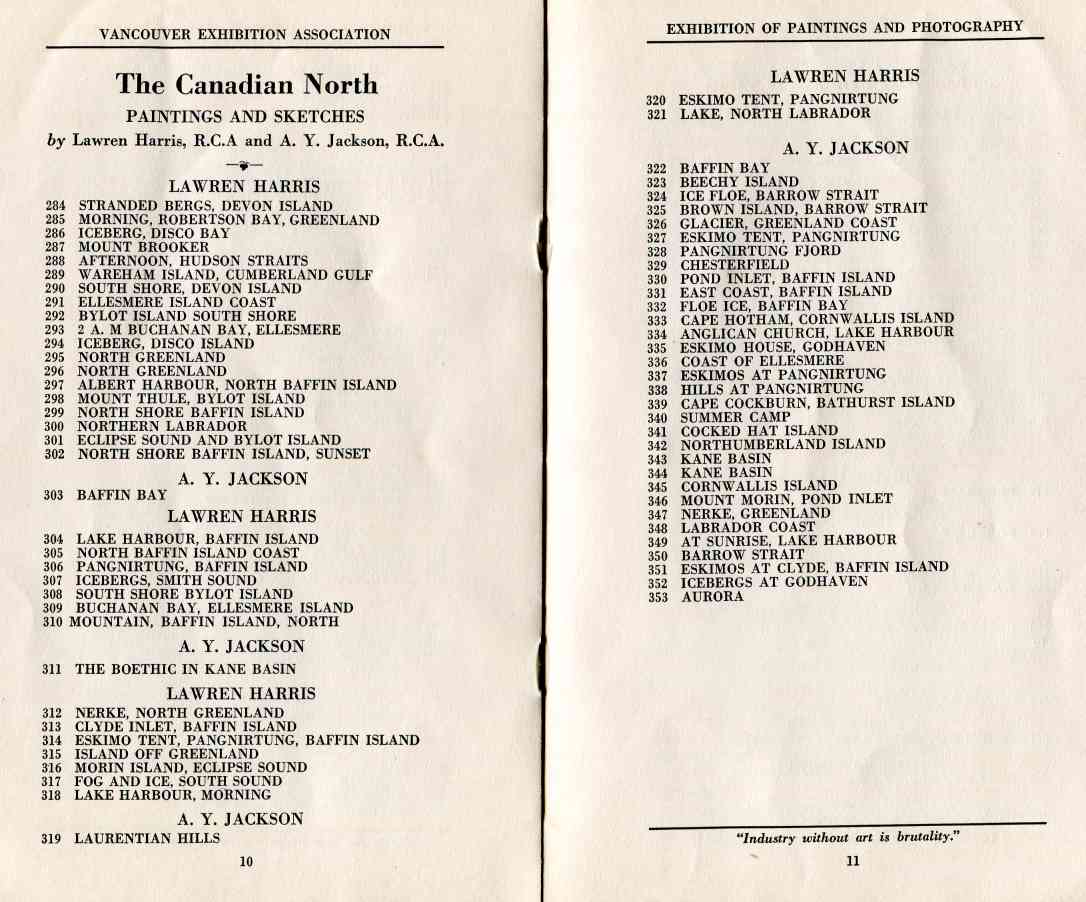 VANCOUVER EXHIBITION ASSOCIATION
The Canadian North
PAINTINGS AND SKETCHES
by Lawren Harris, R.C.A and A. Y. Jackson, R.C.A.
LAWREN HARRIS
284 STRANDED BERGS, DEVON ISLAND
285 MORNING, ROBERTSON BAY, GREENLAND
286 ICEBERG, DISCO BAY
287 MOUNT BROOKER
288 AFTERNOON, HUDSON STRAITS
289 WAREHAM ISLAND, CUMBERLAND GULF
290 SOUTH SHORE, DEVON ISLAND
291 ELLESMERE ISLAND COAST
292 BYLOT ISLAND SOUTH SHORE
293 2 A. M BUCHANAN BAY, ELLESMERE
294 ICEBERG, DISCO ISLAND
295 NORTH GREENLAND
296 NORTH GREENLAND
297 ALBERT HARBOUR, NORTH BAFFIN ISLAND
298 MOUNT THULE, BYLOT ISLAND
299 NORTH SHORE BAFFIN ISLAND
300 NORTHERN LABRADOR
301 ECLIPSE SOUND AND BYLOT ISLAND
302 NORTH SHORE BAFFIN ISLAND, SUNSET
A. Y. JACKSON
303 BAFFIN BAY
LAWREN HARRIS
304 LAKE HARBOUR, BAFFIN ISLAND
305 NORTH BAFFIN ISLAND COAST
306 PANGNIRTUNG, BAFFIN ISLAND
307 ICEBERGS, SMITH SOUND
308 SOUTH SHORE BYLOT ISLAND
309 BUCHANAN BAY, ELLESMERE ISLAND
310 MOUNTAIN, BAFFIN ISLAND, NORTH
A. Y. JACKSON
311 THE BOETHIC IN KANE BASIN
LAWREN HARRIS
312 NERKE, NORTH GREENLAND
313 CLYDE INLET, BAFFIN ISLAND
314 ESKIMO TENT, PANGNIRTUNG, BAFFIN ISLAND
315 ISLAND OFF GREENLAND
316 MORIN ISLAND, ECLIPSE SOUND
317 FOG AND ICE, SOUTH SOUND
318 LAKE HARBOUR, MORNING
A. Y. JACKSON
319 LAURENTIAN HILLS
10
EXHIBITION OF PAINTINGS AND PHOTOGRAPHY
LAWREN HARRIS
320 ESKIMO TENT, PANGNIRTUNG
321 LAKE, NORTH LABRADOR
A. Y. JACKSON
322 BAFFIN BAY
323 BEECHY ISLAND
324 ICE FLOE, BARROW STRAIT
325 BROWN ISLAND, BARROW STRAIT
326 GLACIER, GREENLAND COAST
327 ESKIMO TENT, PANGNIRTUNG
328 PANGNIRTUNG FJORD
329 CHESTERFIELD
330 POND INLET, BAFFIN ISLAND
331 EAST COAST, BAFFIN ISLAND
332 FLOE ICE, BAFFIN BAY
333 CAPE HOTHAM, CORNWALLIS ISLAND
334 ANGLICAN CHURCH, LAKE HARBOUR
335 ESKIMO HOUSE, GODHAVEN
336 COAST OF ELLESMERE
337 ESKIMOS AT PANGNIRTUNG
338 HILLS AT PANGNIRTUNG
339 CAPE COCKBURN, BATHURST ISLAND
340 SUMMER CAMP
341 COCKED HAT ISLAND
342 NORTHUMBERLAND ISLAND
343 KANE BASIN
344 KANE BASIN
345 CORNWALLIS ISLAND
346 MOUNT MORIN, POND INLET
347 NERKE, GREENLAND
348 LABRADOR COAST
349 AT SUNRISE, LAKE HARBOUR
350 BARROW STRAIT
351 ESKIMOS AT CLYDE, BAFFIN ISLAND
352 ICEBERGS AT GODHAVEN
353 AURORA
"Industry without art is brutality."
11